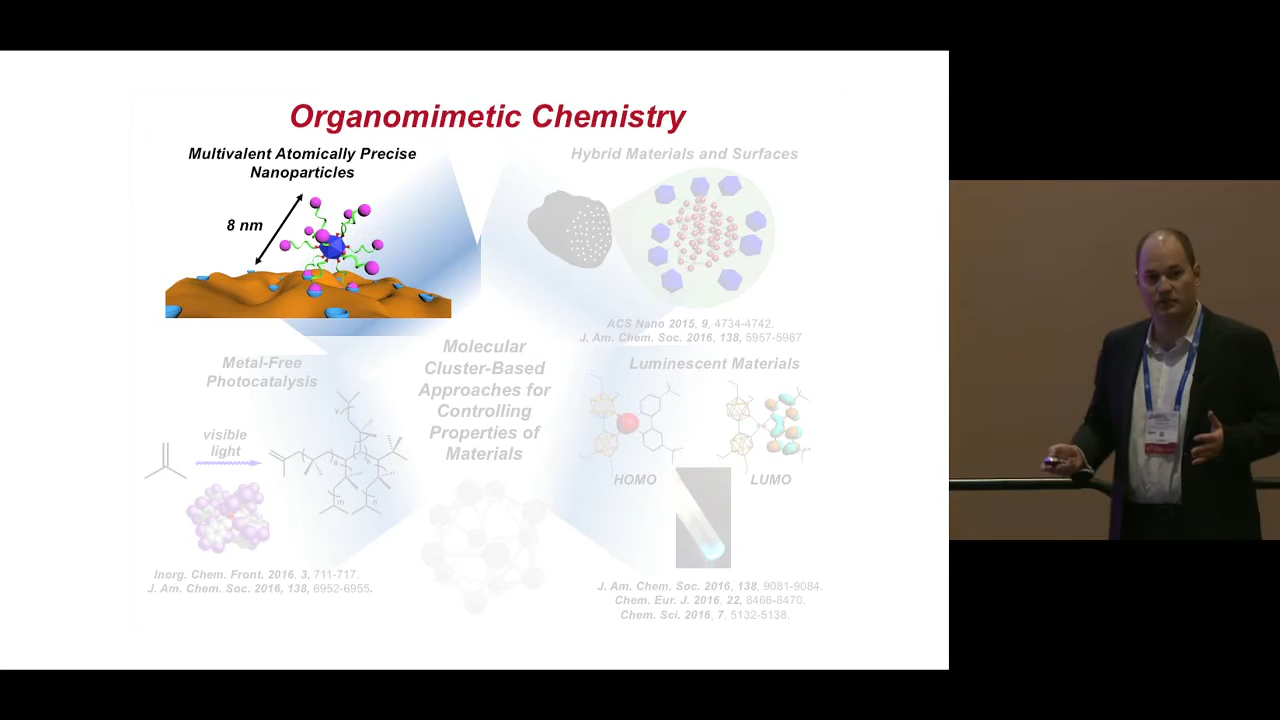 Organomimetic Chemistry
Multivalent Atomically Precise
Nanoparticles
8 nm
Hybrid Materials and Surfaces
ACS Nano 2015, 9, 4734-4742.
J. Am. Chem. Soc. 2016, 138, 5957-5967
Metal-Free
Photocatalysis
visible
light
m
n
Inorg. Chem. Front. 2016, 3, 711-717.
J. Am. Chem. Soc. 2016, 138, 6952-6955.
Molecular
Cluster-Based
Approaches for
Controlling
Properties of
Materials
Luminescent Materials
HOMO
LUMO
J. Am. Chem. Soc. 2016, 138, 9081-9084.
Chem. Eur. J. 2016, 22, 8466-8470.
Chem. Sci. 2016, 7, 5132-5138.